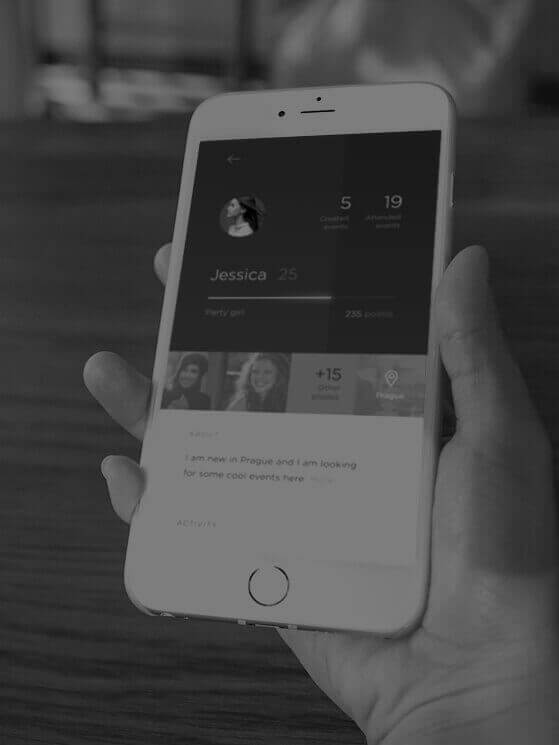 5 19
Created Attended
events events
Jessica 25
Party girl 235 points
+15
Other
photos
Prague
ABOUT
I am new in Prague and I am looking
for some cool events here
ACTIVITY